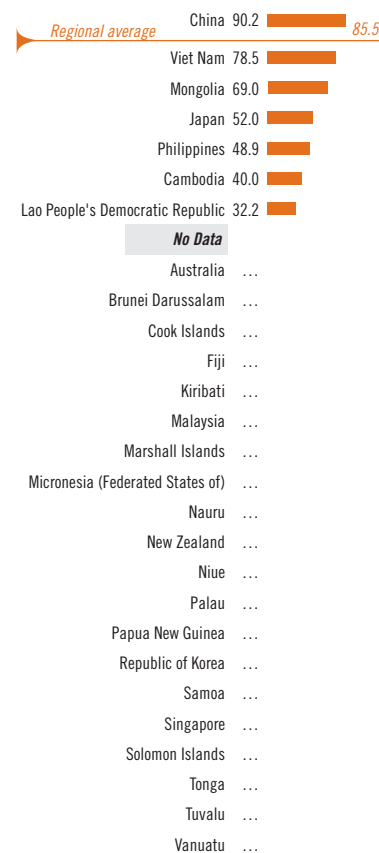 China 90.2
Regional average 85.5
Viet Nam 78.5
Mongolia 69.0
Japan 52.0
Philippines 48.9
Cambodia 40.0
Lao People's Democratic Republic 32.2
No Data
Australia ...
Brunei Darussalam ...
Cook Islands ...
Fiji ...
Kiribati ...
Malaysia ...
Marshall Islands ...
Micronesia (Federated States of) ...
Nauru ...
New Zealand ...
Niue ...
Palau ...
Papua New Guinea ...
Republic of Korea ...
Samoa ...
Singapore ...
Solomon Islands ...
Tonga ...
Tuvalu ...
Vanuatu ...